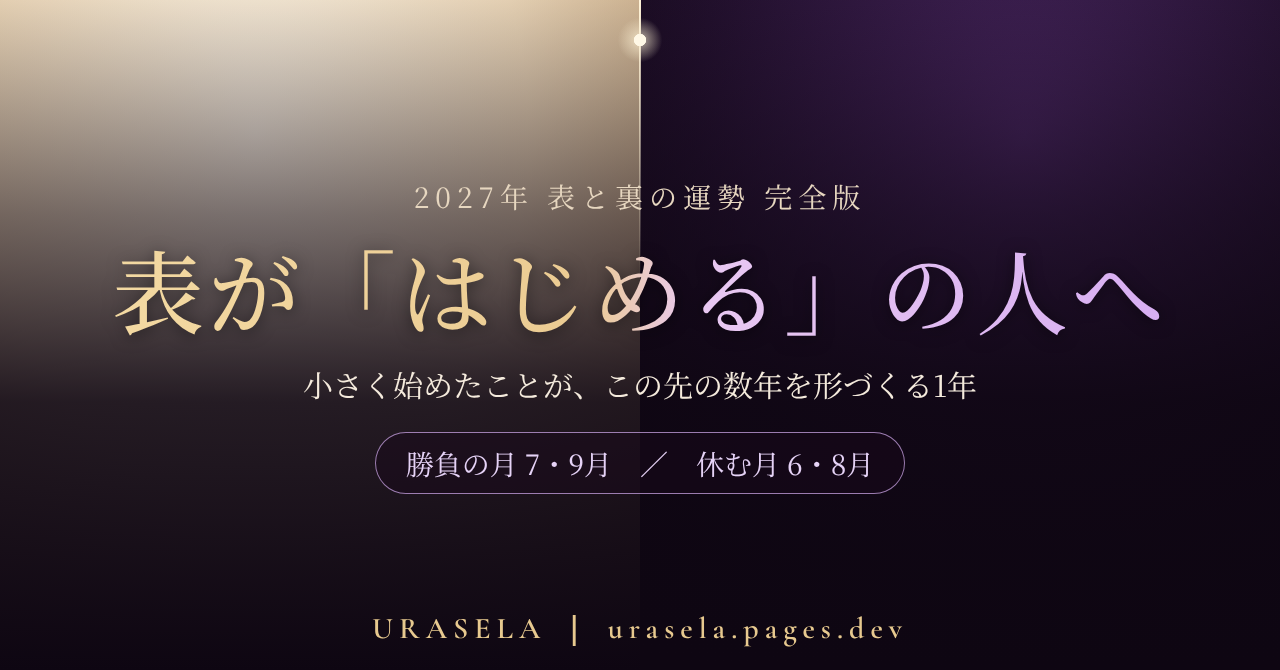 2027年 表と裏の運勢 完全版
表が「はじめる」の人へ
小さく始めたことが、この先の数年を形づくる1年
勝負の月 7・9月　／　休む月 6・8月
URASELA | urasela.pages.dev